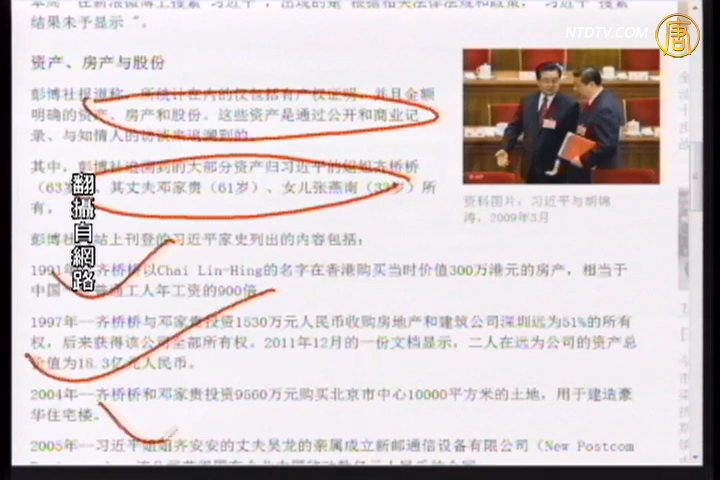 NTDTV.COM
唐
结果未予显示 "。
资产、房产与股份
彭博社报道称，所统计在内的仅包括有产权证明、并且金额
明确的资产、房产和股份。这些资产是通过公开和商业记
录、与知情人的访谈来追溯到的。
其中，彭博社追溯到的大部分资产归习近平的姐姐齐桥桥
（63岁）、其丈夫邓家贵（61岁）、女儿张燕南（33岁）所
有。
资料图片：习近平与胡锦
涛，2009年3月
彭博社 站上刊登的习近平家史列出的内容包括：
1991年—齐桥桥以Chai Lin-Hing的名字在香港购买当时价值300万港元的房产，相当于
中国 普通工人年工资的900倍。
1997年—齐桥桥与邓家贵投资1530万元人民币收购房地产和建筑公司深圳远为51%的所有
权，后来获得该公司全部所有权。2011年12月的一份文档显示，二人在远为公司的资产总
价值为18.3亿元人民币。
2004年—齐桥桥和邓家贵投资9560万元购买北京市中心10000平方米的土地，用于建造豪
华住宅楼。
2005年—习近平姐姐齐安安的丈夫吴龙的亲属成立新邮通信设备有限公司（New Postcom
翻攝自網路